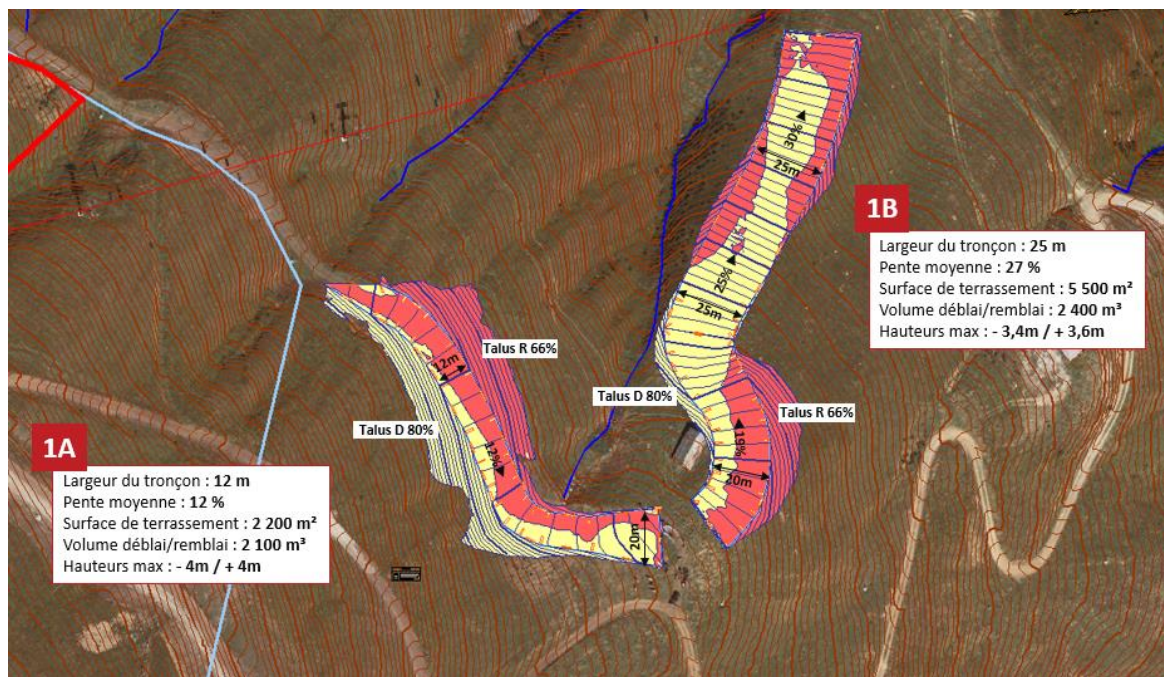 30%
25m
1B
Largeur du tronçon : 25 m
Pente moyenne : 27 %
Surface de terrassement : 5 500 m²
Volume déblai/remblai : 2 400 m³
Hauteurs max : - 3,4m / + 3,6m
25%
25m
Talus R 66%
12m
Talus D 80%
Talus R 66%
Talus D 80%
19%
20m
12%
1A
Largeur du tronçon : 12 m
Pente moyenne : 12 %
Surface de terrassement : 2 200 m²
Volume déblai/remblai : 2 100 m³
Hauteurs max : - 4m / + 4m
20m